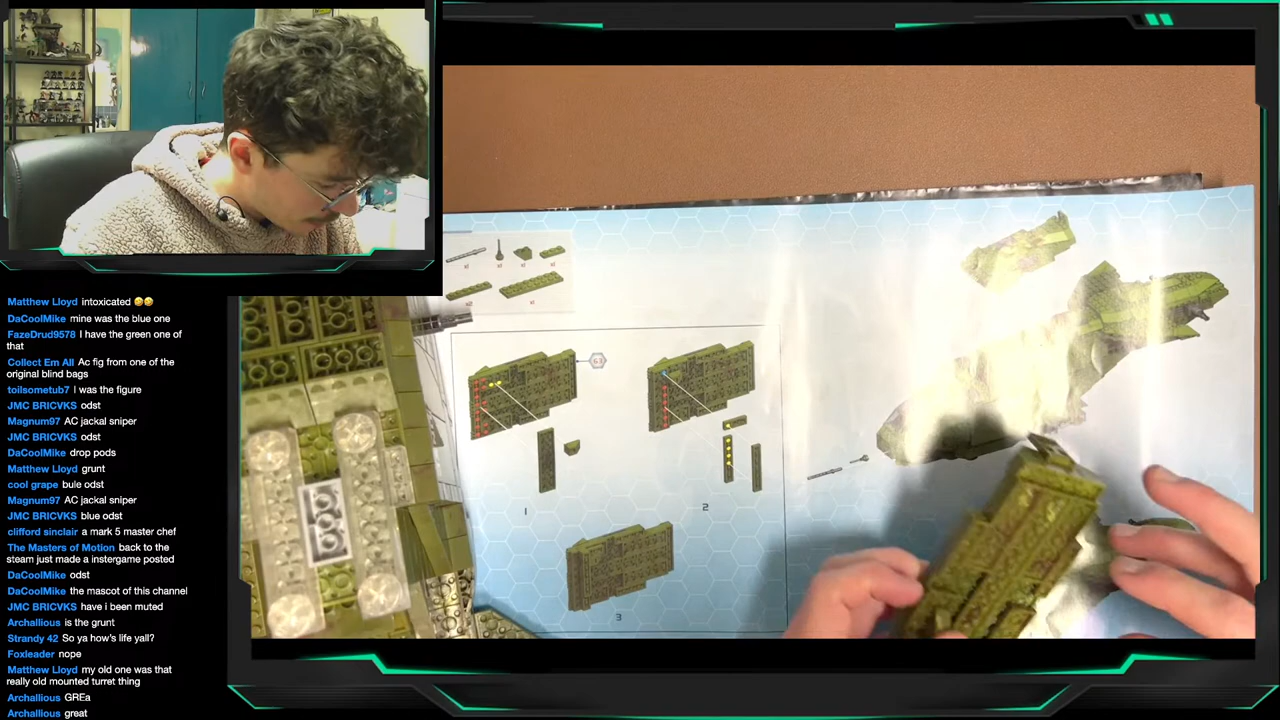 Matthew Lloyd intoxicated 🤣🤣
DaCoolMike mine was the blue one
FazeDrud9578 I have the green one of
that
Collect Em All Ac fig from one of the
original blind bags
toilsometub7 I was the figure
JMC BRICVKS odst
Magnum97 AC jackal sniper
JMC BRICVKS odst
DaCoolMike drop pods
Matthew Lloyd grunt
cool grape bule odst
Magnum97 AC jackal sniper
JMC BRICVKS blue odst
clifford sinclair a mark 5 master chef
The Masters of Motion back to the
steam just made a instergame posted
DaCoolMike odst
DaCoolMike the mascot of this channel
JMC BRICVKS have i been muted
Archallious is the grunt
Strandy 42 So ya how's life yall?
Foxleader nope
Matthew Lloyd my old one was that
really old mounted turret thing
Archallious GREa
Archallious great
1
2
3